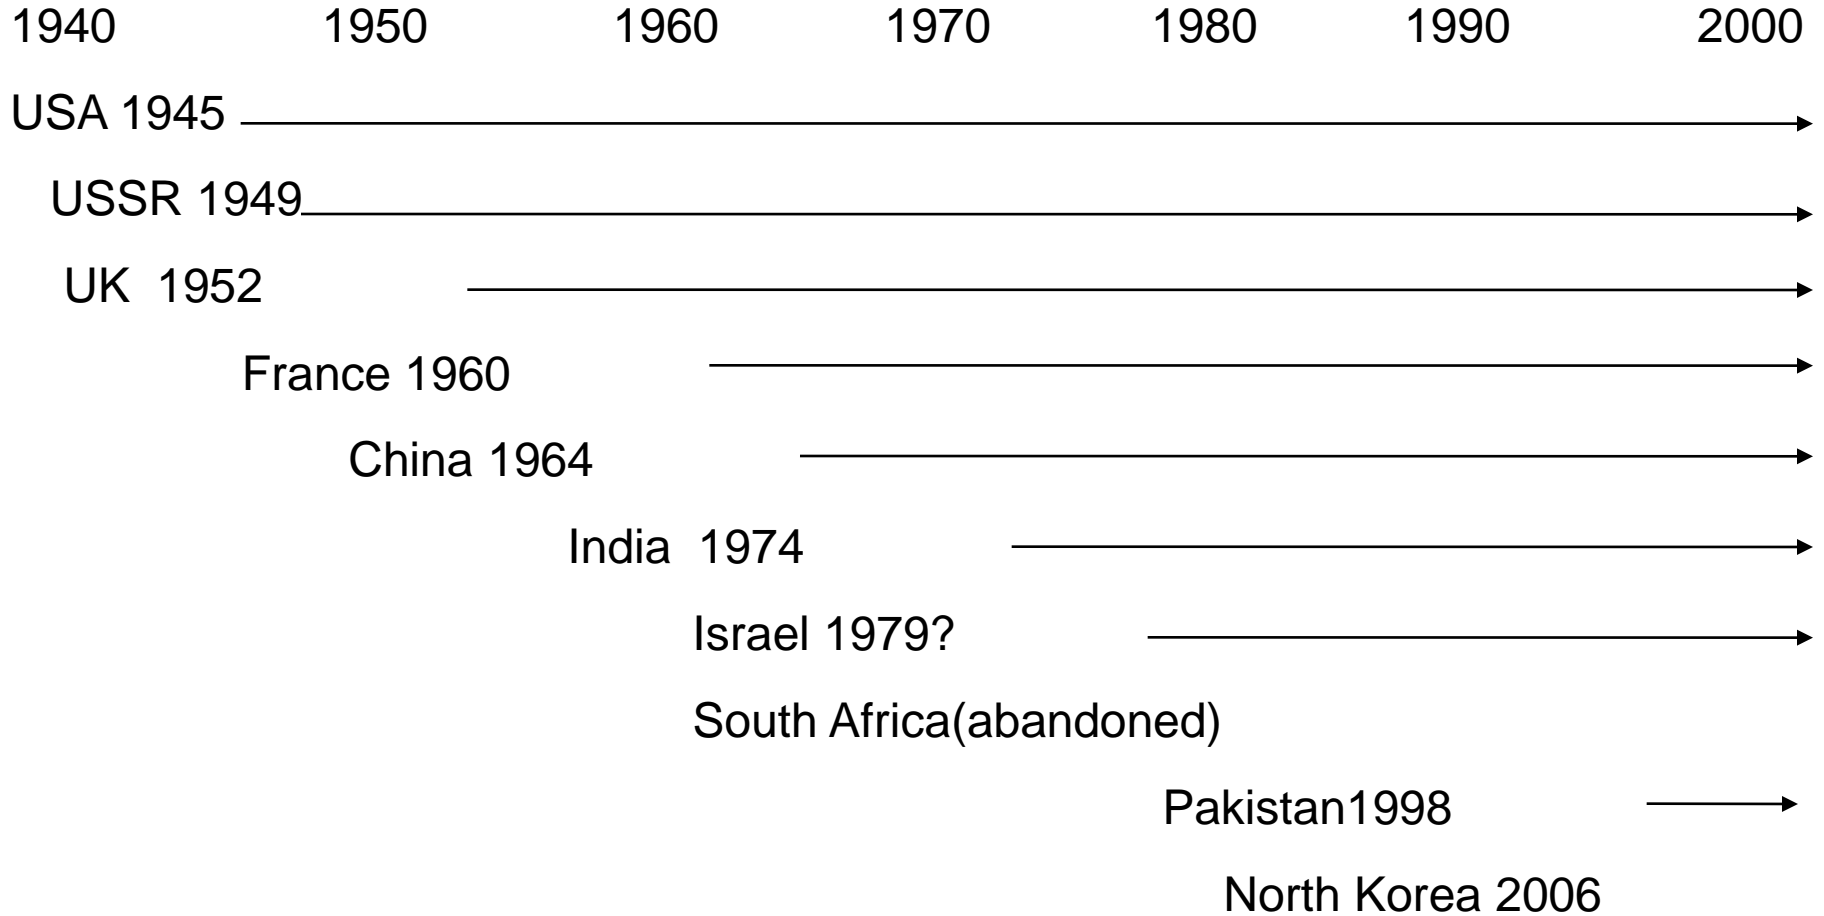 1940 1950 1960 1970 1980 1990 2000
USA 1945
USSR 1949
UK 1952
France 1960
China 1964
India 1974
Israel 1979?
South Africa(abandoned)
Pakistan1998
North Korea 2006